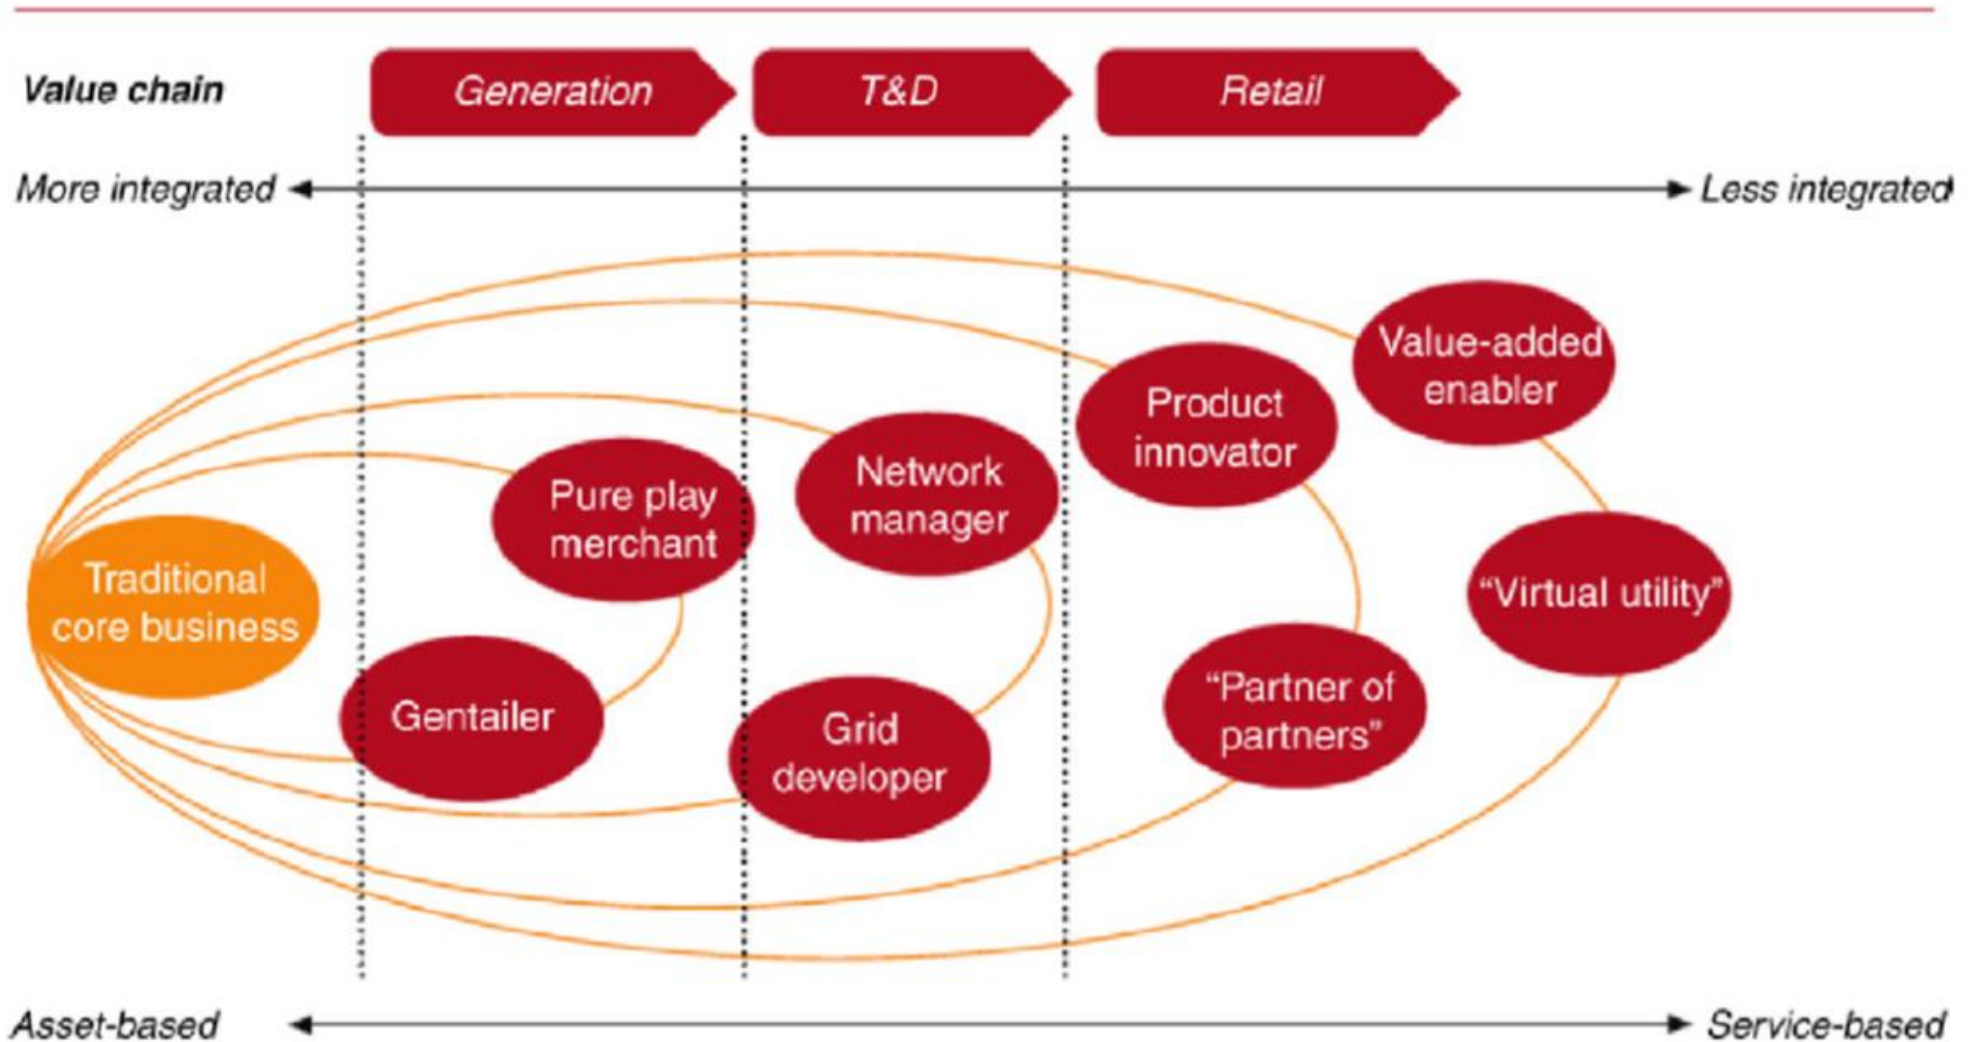 Value chain
Generation
T&D
Retail
More integrated
Less integrated
Value-added
enabler
Product
innovator
Network
manager
Pure play
merchant
Traditional
core business
“Virtual utility”
Gentailer
Grid
developer
“Partner of
partners”
Asset-based
Service-based